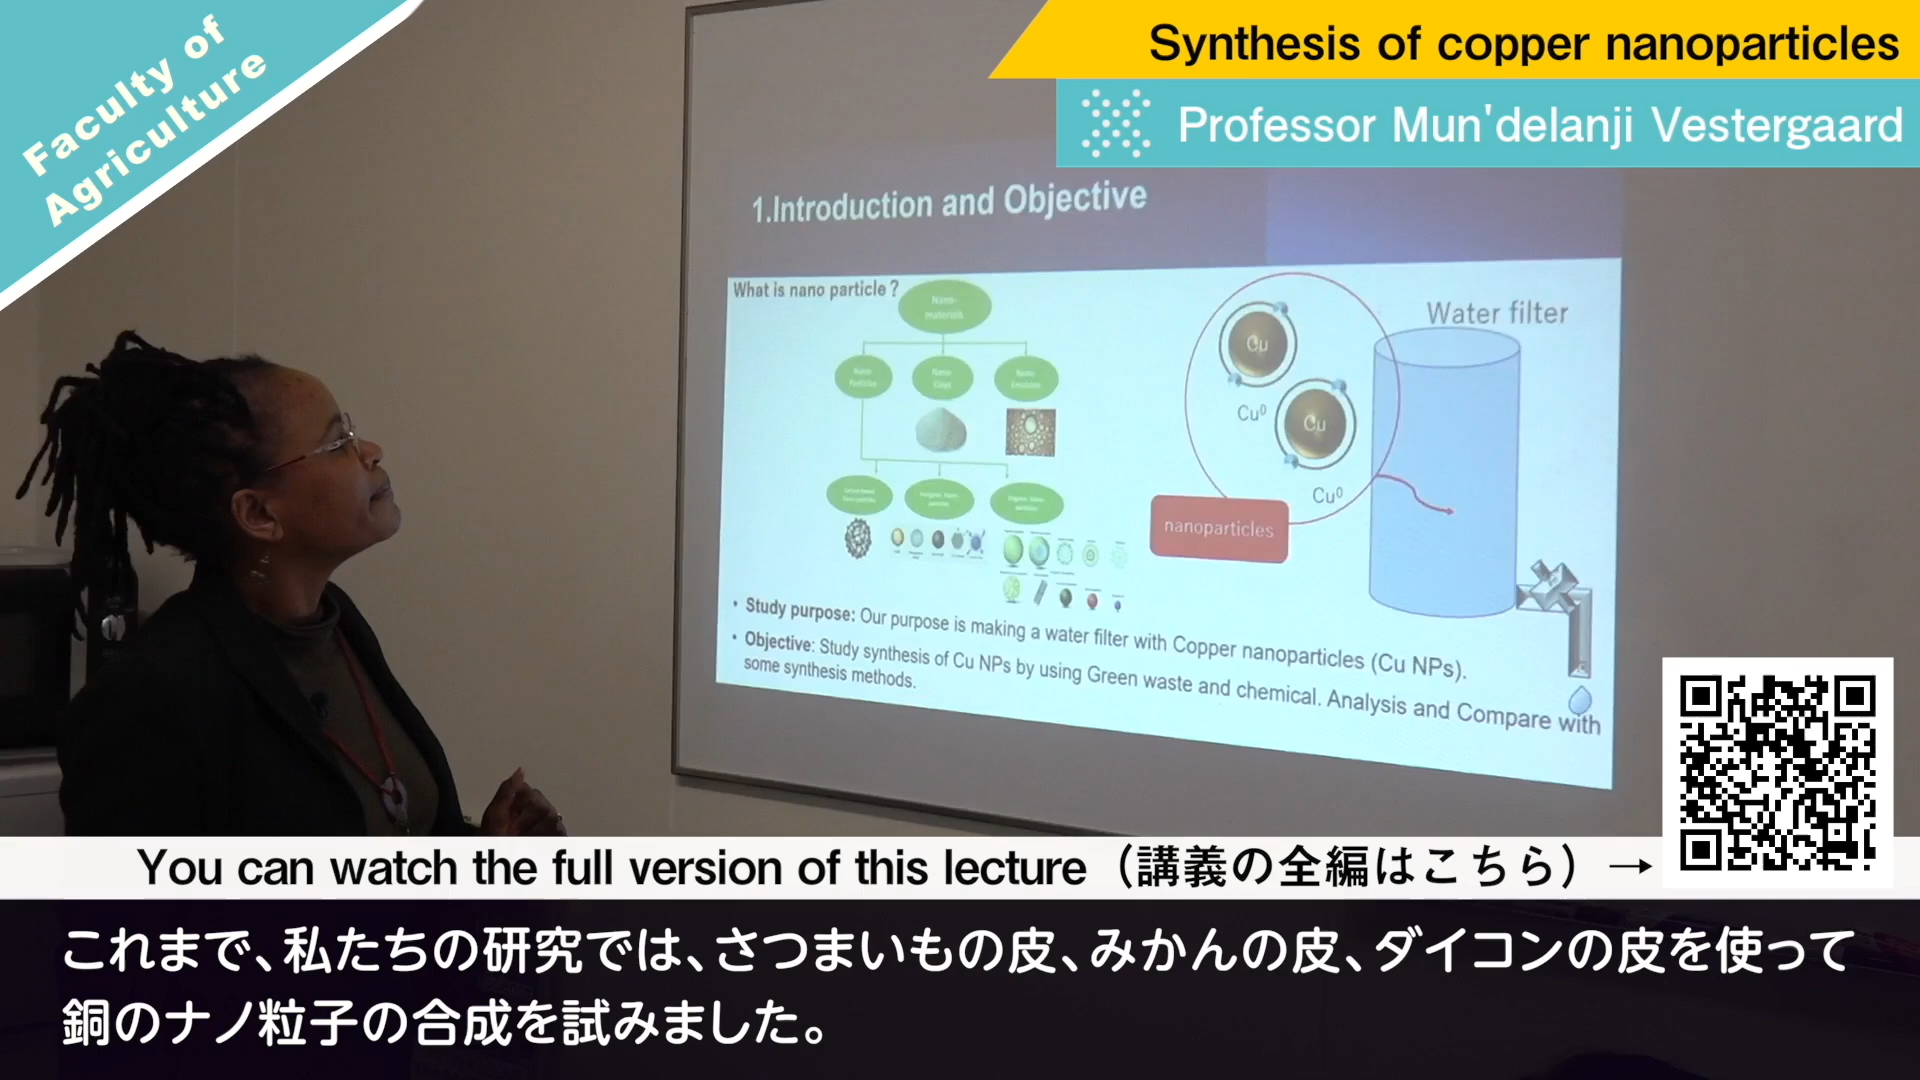 Faculty of
Agriculture
Synthesis of copper nanoparticles
Professor Mun'delanji Vestergaard
1.Introduction and Objective
What is nano particle ?
Nano-
materials
Nano
Nano
Nano
Cu
Cu⁰
Cu
Cu⁰
nanoparticles
Water filter
• Study purpose: Our purpose is making a water filter with Copper nanoparticles (Cu NPs).
• Objective: Study synthesis of Cu NPs by using Green waste and chemical. Analysis and Compare with
some synthesis methods.
You can watch the full version of this lecture（講義の全編はこちら）→
これまで、私たちの研究では、さつまいもの皮、みかんの皮、ダイコンの皮を使って
銅のナノ粒子の合成を試みました。